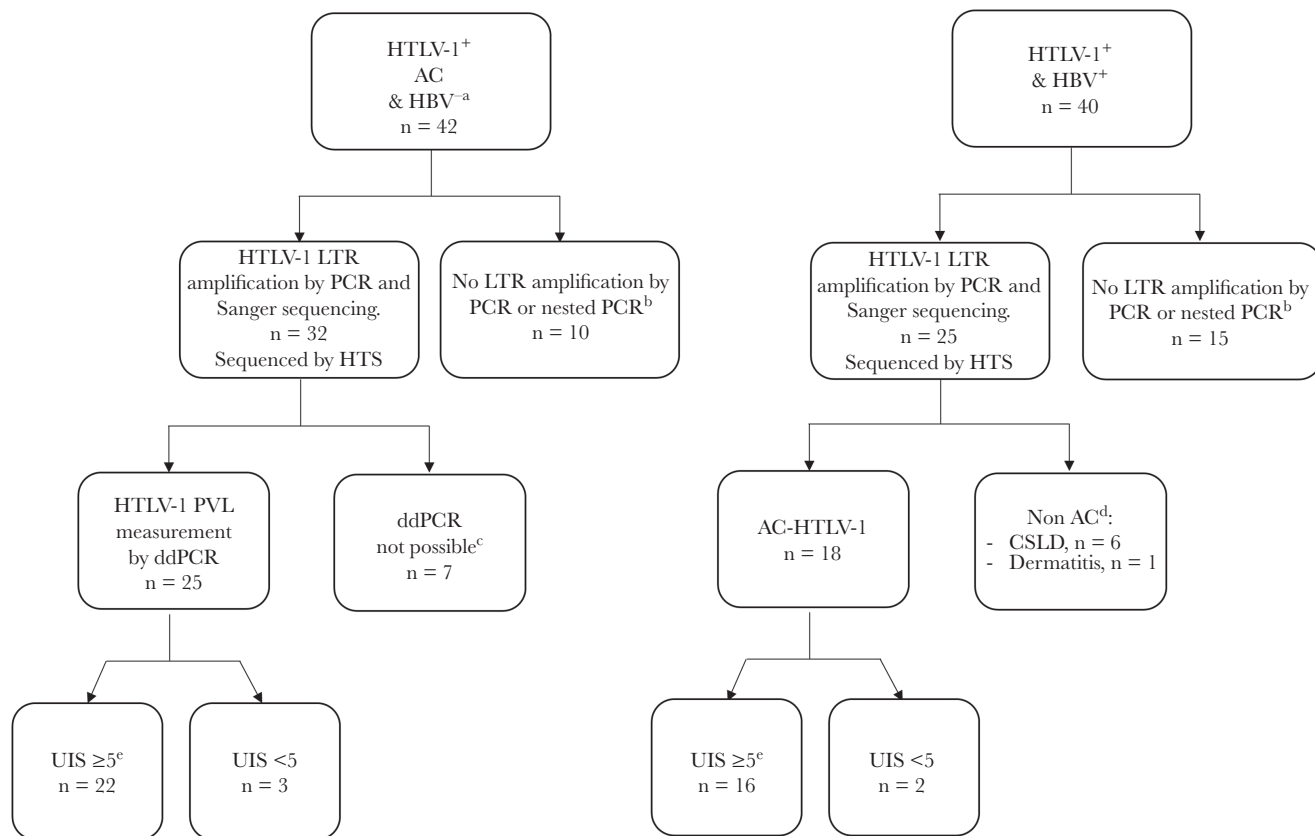 HTLV-1⁺
AC
& HBV⁻ᵃ
n = 42
HTLV-1⁺
& HBV⁺
n = 40
HTLV-1 LTR
amplification by PCR and
Sanger sequencing.
n = 32
Sequenced by HTS
No LTR amplification by
PCR or nested PCRᵇ
n = 10
HTLV-1 LTR
amplification by PCR and
Sanger sequencing.
n = 25
Sequenced by HTS
No LTR amplification by
PCR or nested PCRᵇ
n = 15
HTLV-1 PVL
measurement
by ddPCR
n = 25
ddPCR
not possibleᶜ
n = 7
AC-HTLV-1
n = 18
Non ACᵈ:
- CSLD, n = 6
- Dermatitis, n = 1
UIS ≥5ᵉ
n = 22
UIS <5
n = 3
UIS ≥5ᵉ
n = 16
UIS <5
n = 2